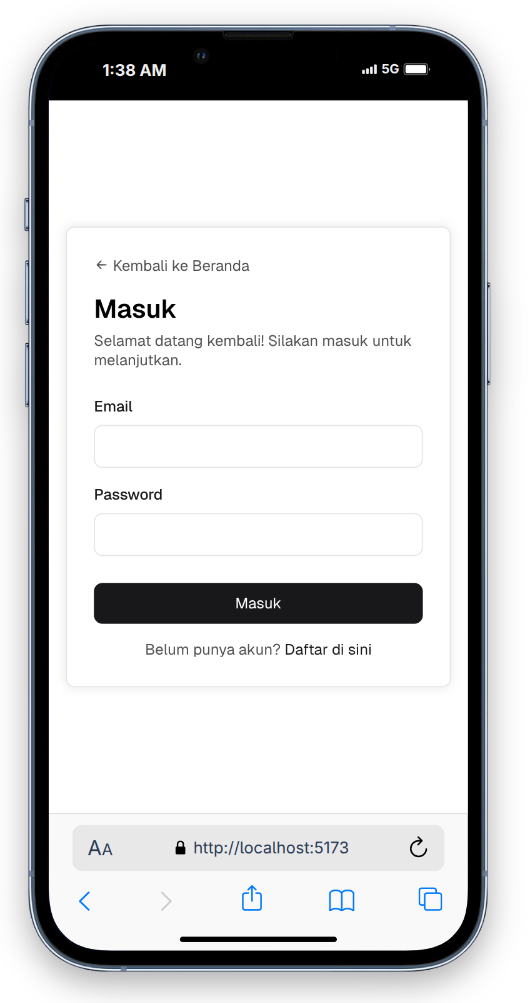 1:38 AM 5G
← Kembali ke Beranda
Masuk
Selamat datang kembali! Silakan masuk untuk
melanjutkan.
Email
Password
Masuk
Belum punya akun? Daftar di sini
AA http://localhost:5173